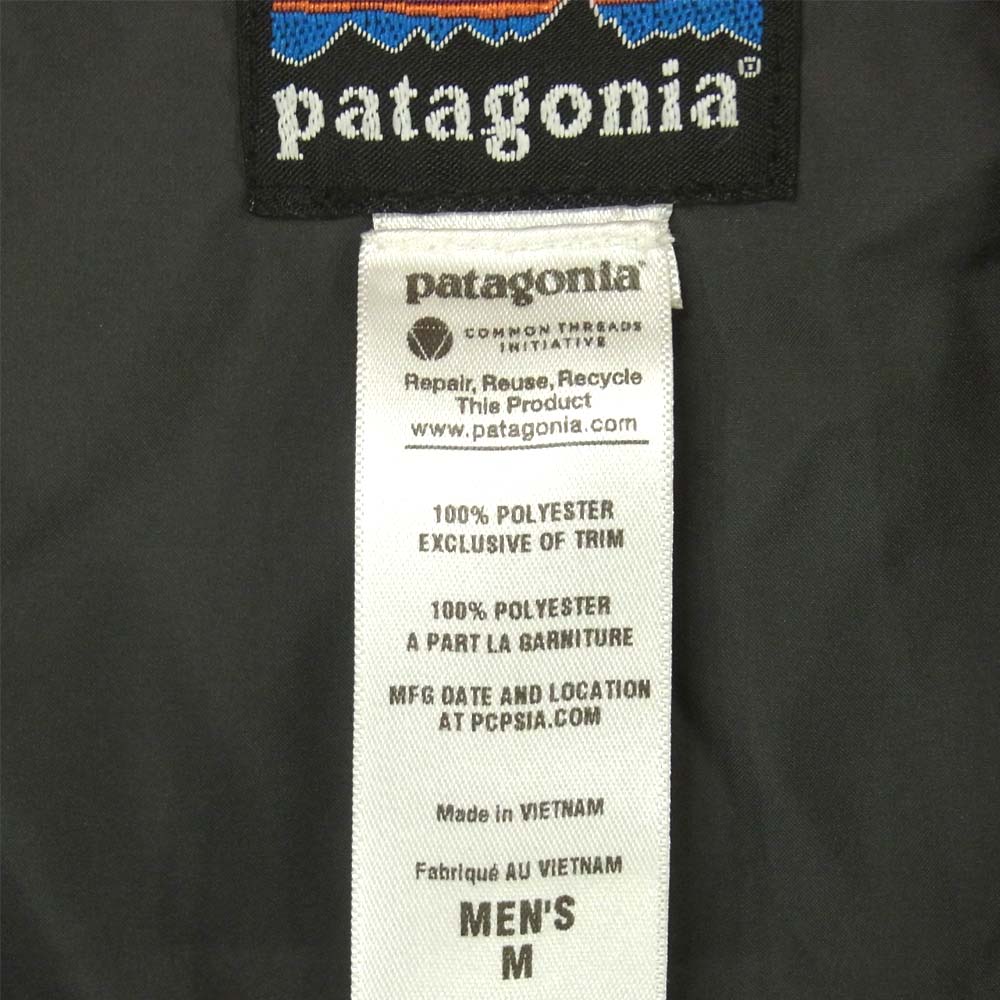 patagonia®
patagonia
COMMON THREADS
INITIATIVE
Repair, Reuse, Recycle
This Product
www.patagonia.com
100% POLYESTER
EXCLUSIVE OF TRIM
100% POLYESTER
A PART LA GARNITURE
MFG DATE AND LOCATION
AT PCPSIA.COM
Made in VIETNAM
Fabriqué AU VIETNAM
MEN'S
M